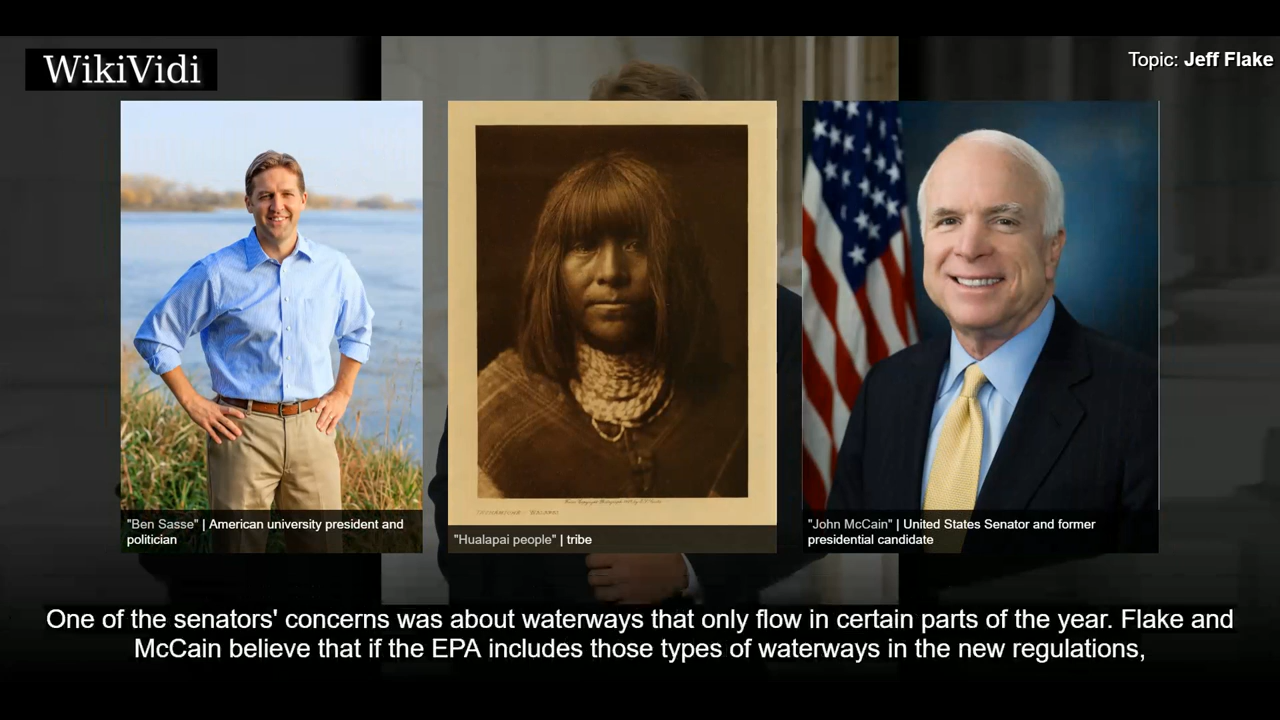 WikiVidi
Topic: Jeff Flake
"Ben Sasse" | American university president and
politician
"Hualapai people" | tribe
"John McCain" | United States Senator and former
presidential candidate
One of the senators' concerns was about waterways that only flow in certain parts of the year. Flake and
McCain believe that if the EPA includes those types of waterways in the new regulations,